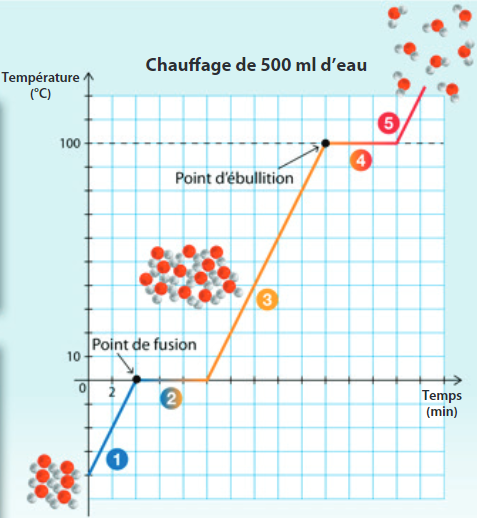 Chauffage de 500 ml d’eau
Température
(°C)
100
5
4
Point d’ébullition
3
10
Point de fusion
0
2
2
Temps
(min)
1